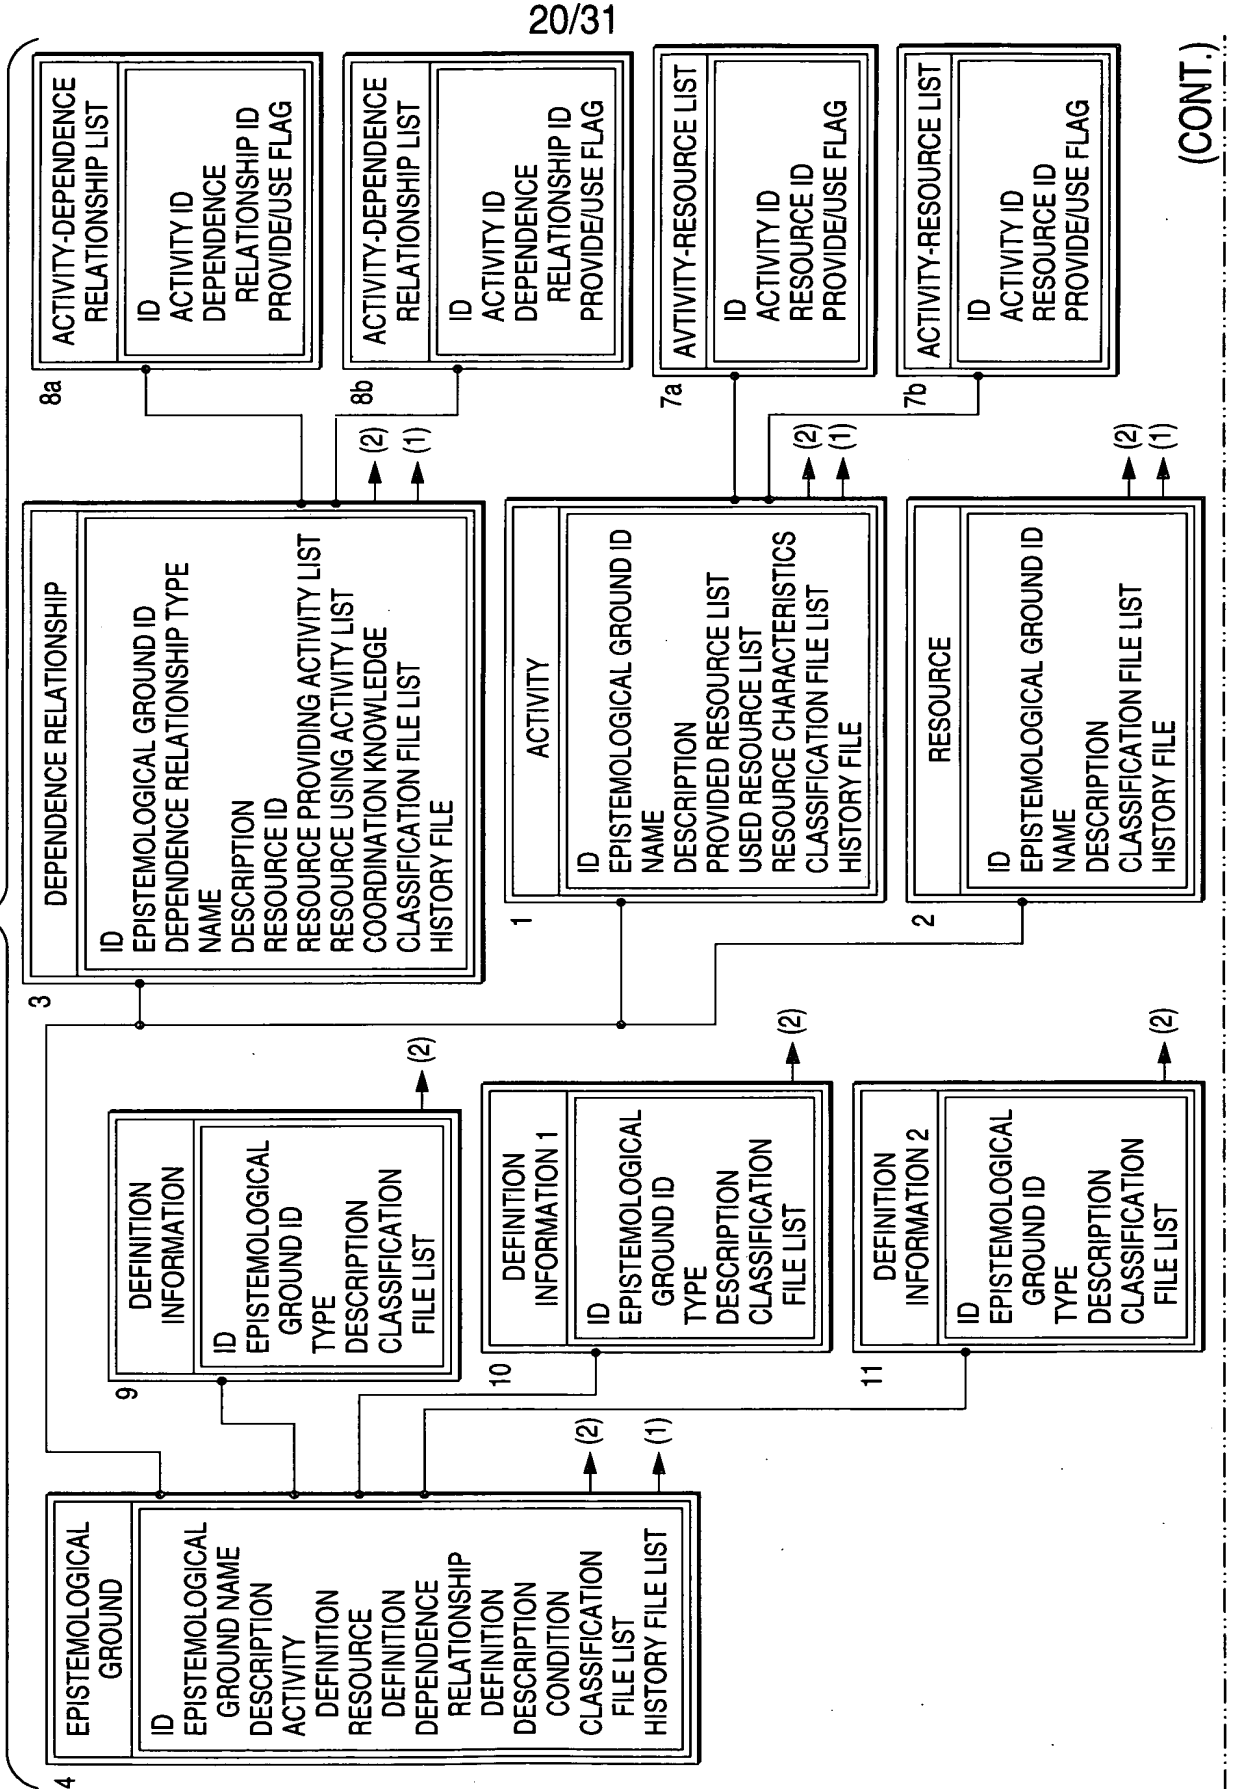 20/31
4
EPISTEMOLOGICAL
GROUND
ID
EPISTEMOLOGICAL
GROUND NAME
DESCRIPTION
ACTIVITY
DEFINITION
RESOURCE
DEFINITION
DEPENDENCE
RELATIONSHIP
DEFINITION
DESCRIPTION
CONDITION
CLASSIFICATION
FILE LIST
HISTORY FILE LIST
(2)
(1)
9
DEFINITION
INFORMATION
ID
EPISTEMOLOGICAL
GROUND ID
TYPE
DESCRIPTION
CLASSIFICATION
FILE LIST
(2)
10
DEFINITION
INFORMATION 1
ID
EPISTEMOLOGICAL
GROUND ID
TYPE
DESCRIPTION
CLASSIFICATION
FILE LIST
(2)
11
DEFINITION
INFORMATION 2
ID
EPISTEMOLOGICAL
GROUND ID
TYPE
DESCRIPTION
CLASSIFICATION
FILE LIST
(2)
3
DEPENDENCE RELATIONSHIP
ID
EPISTEMOLOGICAL GROUND ID
DEPENDENCE RELATIONSHIP TYPE
NAME
DESCRIPTION
RESOURCE ID
RESOURCE PROVIDING ACTIVITY LIST
RESOURCE USING ACTIVITY LIST
COORDINATION KNOWLEDGE
CLASSIFICATION FILE LIST
HISTORY FILE
(2)
(1)
1
ACTIVITY
ID
EPISTEMOLOGICAL GROUND ID
NAME
DESCRIPTION
PROVIDED RESOURCE LIST
USED RESOURCE LIST
RESOURCE CHARACTERISTICS
CLASSIFICATION FILE LIST
HISTORY FILE
(2)
(1)
2
RESOURCE
ID
EPISTEMOLOGICAL GROUND ID
NAME
DESCRIPTION
CLASSIFICATION FILE LIST
HISTORY FILE
(2)
(1)
8a
ACTIVITY-DEPENDENCE
RELATIONSHIP LIST
ID
ACTIVITY ID
DEPENDENCE
RELATIONSHIP ID
PROVIDE/USE FLAG
8b
ACTIVITY-DEPENDENCE
RELATIONSHIP LIST
ID
ACTIVITY ID
DEPENDENCE
RELATIONSHIP ID
PROVIDE/USE FLAG
7a
AVTIVITY-RESOURCE LIST
ID
ACTIVITY ID
RESOURCE ID
PROVIDE/USE FLAG
7b
ACTIVITY-RESOURCE LIST
ID
ACTIVITY ID
RESOURCE ID
PROVIDE/USE FLAG
(CONT.)